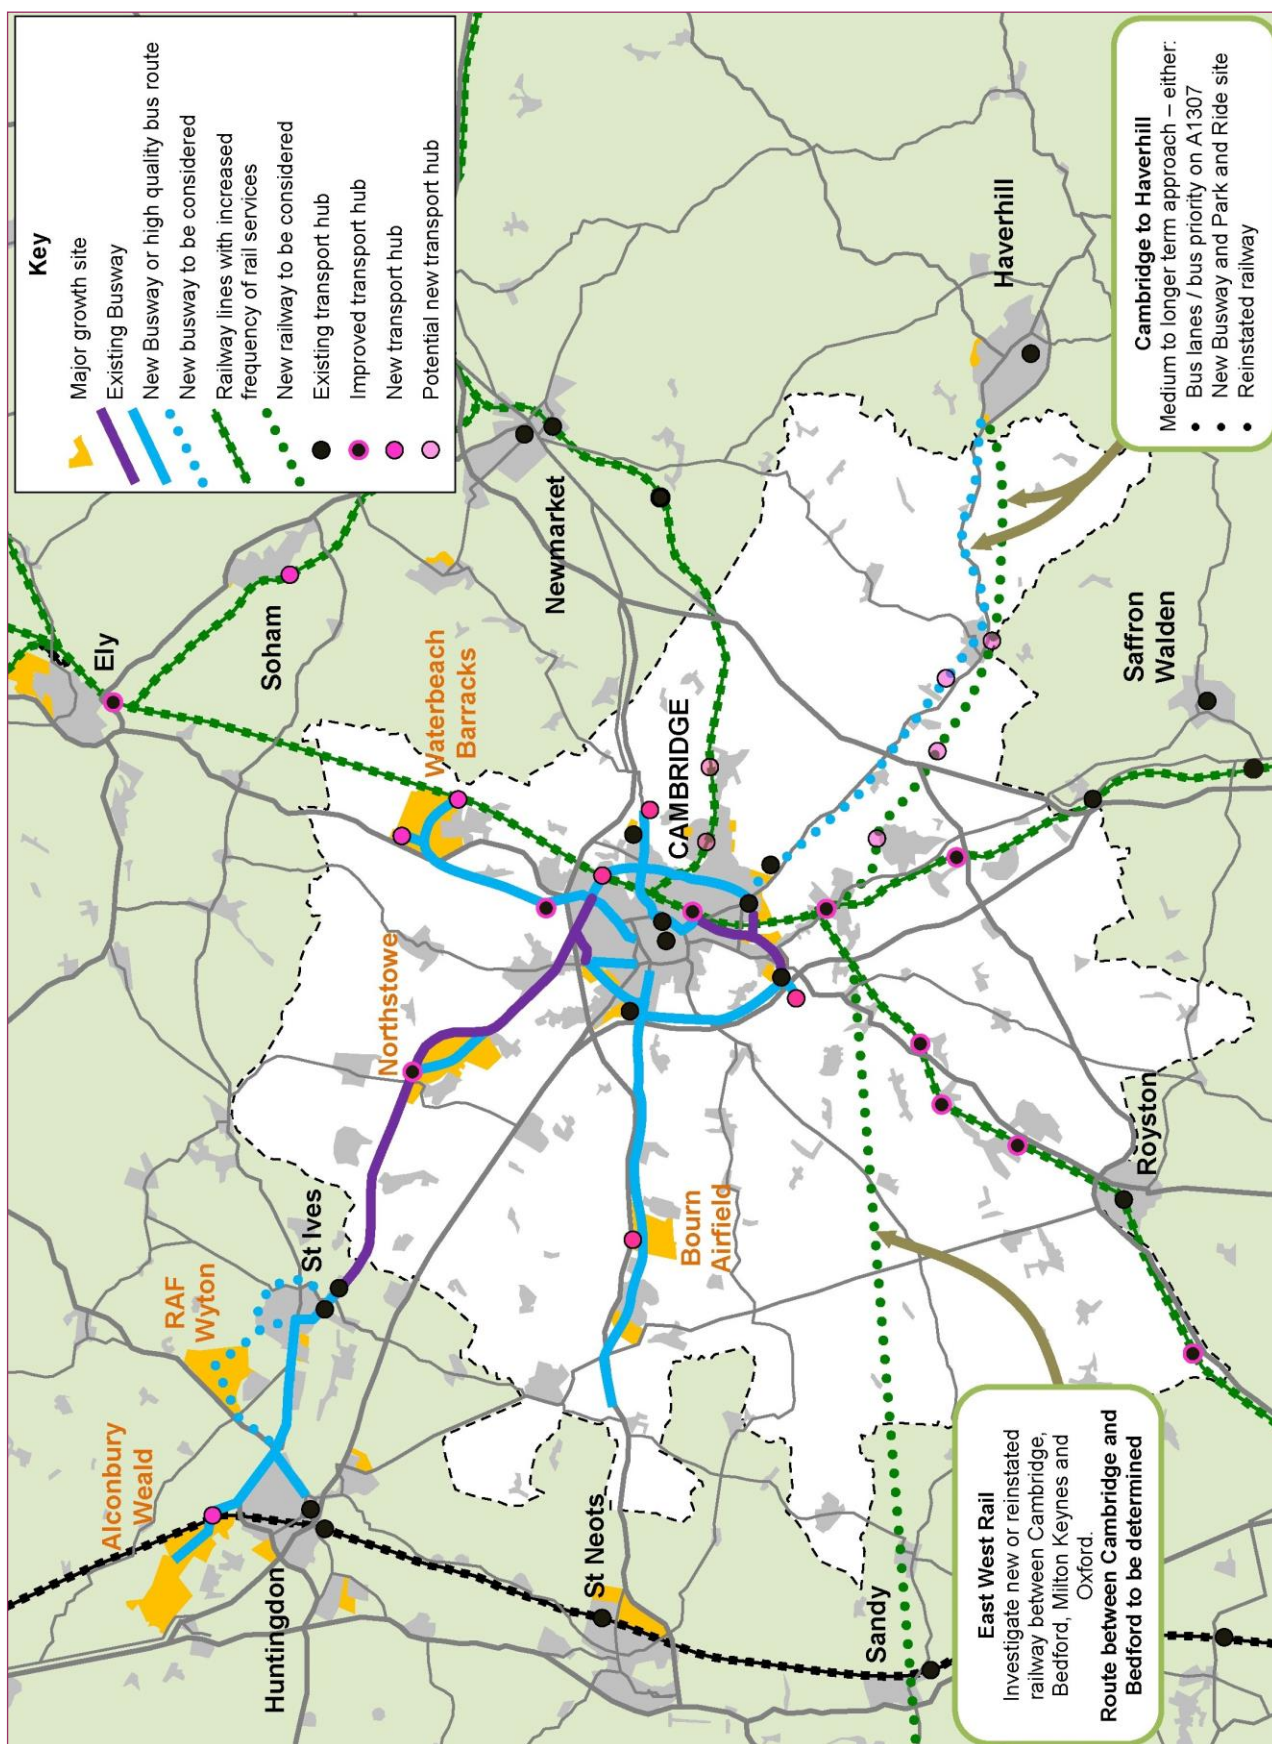 Key
Major growth site
Existing Busway
New Busway or high quality bus route
New busway to be considered
Railway lines with increased
frequency of rail services
New railway to be considered
Existing transport hub
Improved transport hub
New transport hub
Potential new transport hub
Alconbury
Weald
RAF
Wyton
Huntingdon
St Ives
Northstowe
Waterbeach
Barracks
Ely
Soham
Newmarket
St Neots
Bourn
Airfield
CAMBRIDGE
Sandy
Royston
Saffron
Walden
Haverhill
East West Rail
Investigate new or reinstated
railway between Cambridge,
Bedford, Milton Keynes and
Oxford.
Route between Cambridge and
Bedford to be determined
Cambridge to Haverhill
Medium to longer term approach – either:
• Bus lanes / bus priority on A1307
• New Busway and Park and Ride site
• Reinstated railway